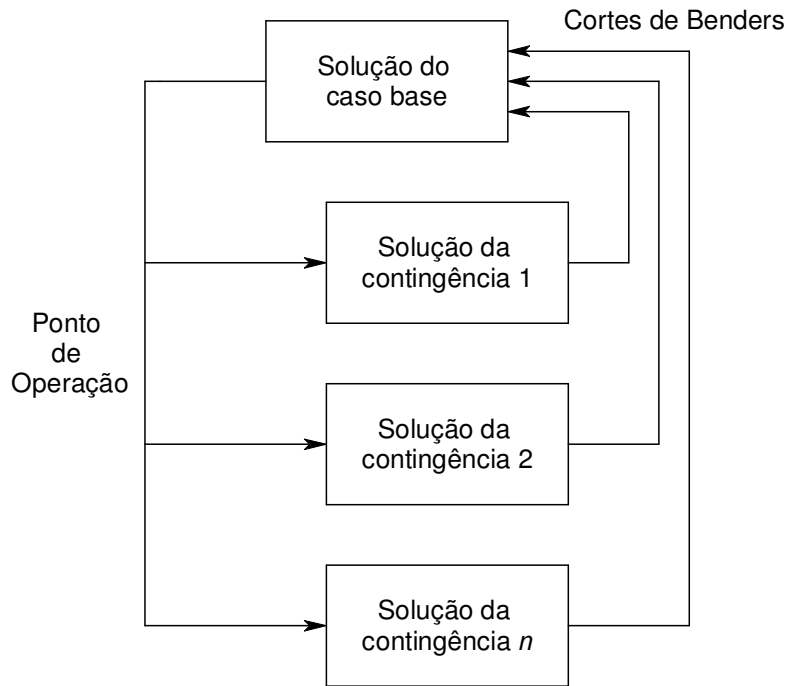 Cortes de Benders
Solução do
caso base
Solução da
contingência 1
Ponto
de
Operação
Solução da
contingência 2
Solução da
contingência n